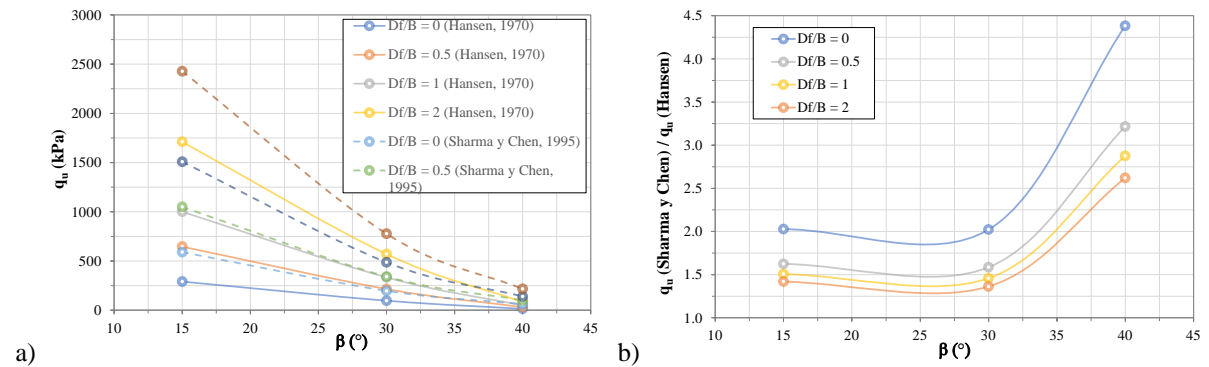 3000
2500
2000
1500
1000
500
0
10
15
20
25
30
35
40
45
qu (kPa)
β (°)
Df/B = 0 (Hansen, 1970)
Df/B = 0.5 (Hansen, 1970)
Df/B = 1 (Hansen, 1970)
Df/B = 2 (Hansen, 1970)
Df/B = 0 (Sharma y Chen, 1995)
Df/B = 0.5 (Sharma y Chen,
1995)
a)
4.5
4.0
3.5
3.0
2.5
2.0
1.5
1.0
10
15
20
25
30
35
40
45
qu (Sharma y Chen) / qu (Hansen)
β (°)
Df/B = 0
Df/B = 0.5
Df/B = 1
Df/B = 2
b)